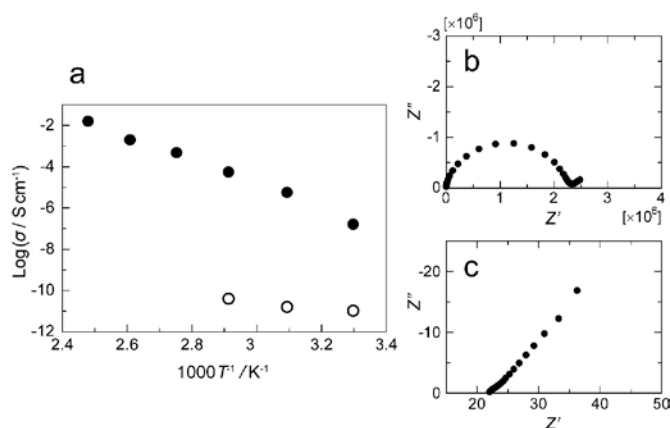 a
-2
-4
-6
-8
-10
-12
Log (σ / S cm⁻¹)
2.4 2.6 2.8 3 3.2 3.4
1000 T⁻¹ / K⁻¹
[×10⁶]
b
-3
-2
-1
0
Z''
0 1 2 3 4
Z' [×10⁶]
c
-20
-10
0
Z''
20 30 40 50
Z'